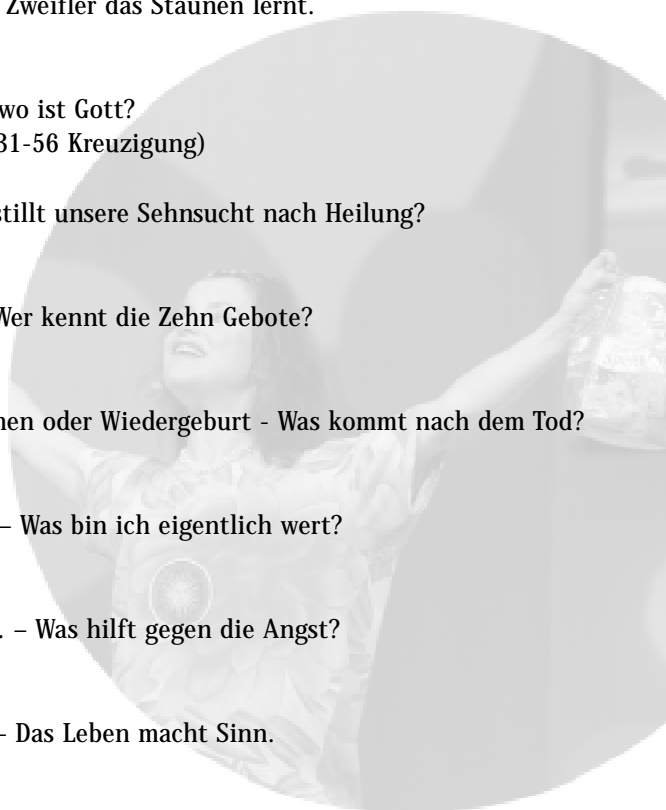 Zweifler das Staunen lernt.
wo ist Gott?
31-56 Kreuzigung)
stillt unsere Sehnsucht nach Heilung?
Wer kennt die Zehn Gebote?
oder Wiedergeburt - Was kommt nach dem Tod?
– Was bin ich eigentlich wert?
. – Was hilft gegen die Angst?
– Das Leben macht Sinn.